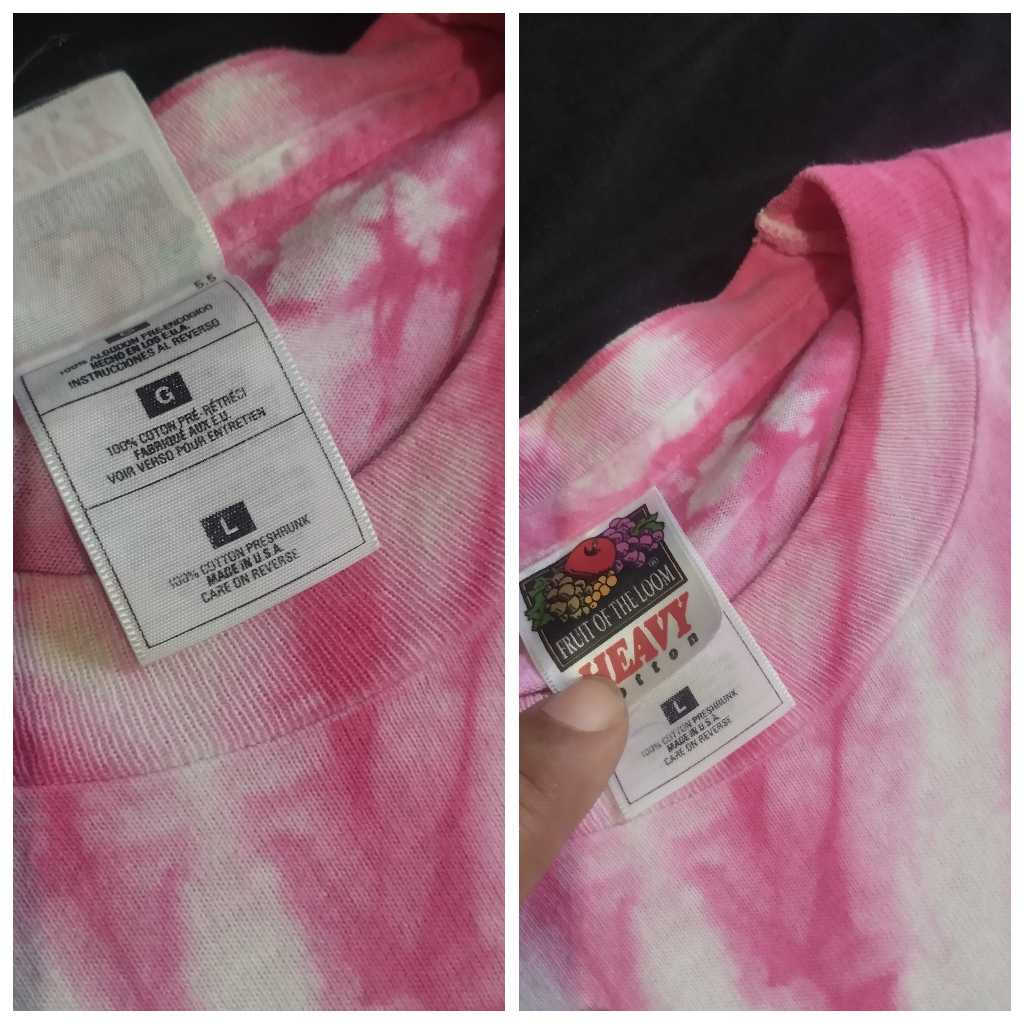 5.5
100% ALGODON PRE-ENCOGIDO
HECHO EN LOS E.U.A.
INSTRUCCIONES AL REVERSO
G
100% COTON PRÉ-RÉTRÉCI
FABRIQUÉ AUX E.U.
VOIR VERSO POUR ENTRETIEN
L
100% COTTON PRESHRUNK
MADE IN U.S.A.
CARE ON REVERSE
FRUIT OF THE LOOM
HEAVY
otton
L
100% COTTON PRESHRUNK
MADE IN U.S.A.
CARE ON REVERSE